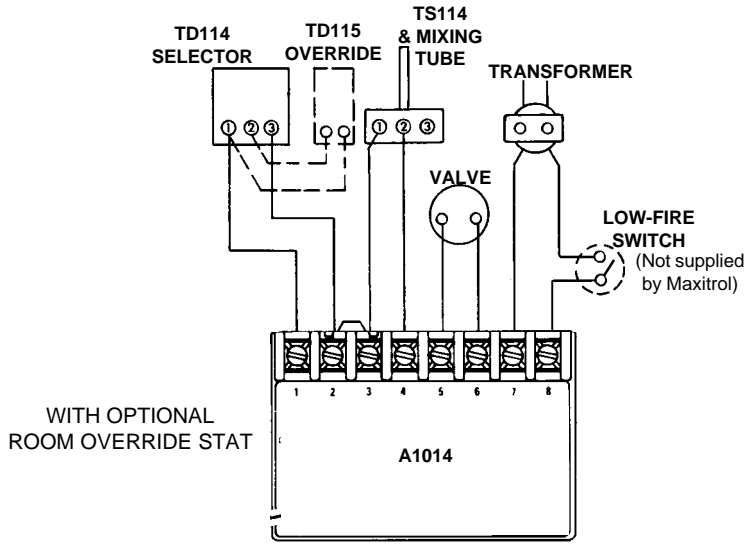 TD114
SELECTOR
TD115
OVERRIDE
TS114
& MIXING
TUBE
TRANSFORMER
1 2 3
1 2 3
VALVE
LOW-FIRE
SWITCH
(Not supplied
by Maxitrol)
1 2 3 4 5 6 7 8
WITH OPTIONAL
ROOM OVERRIDE STAT
A1014